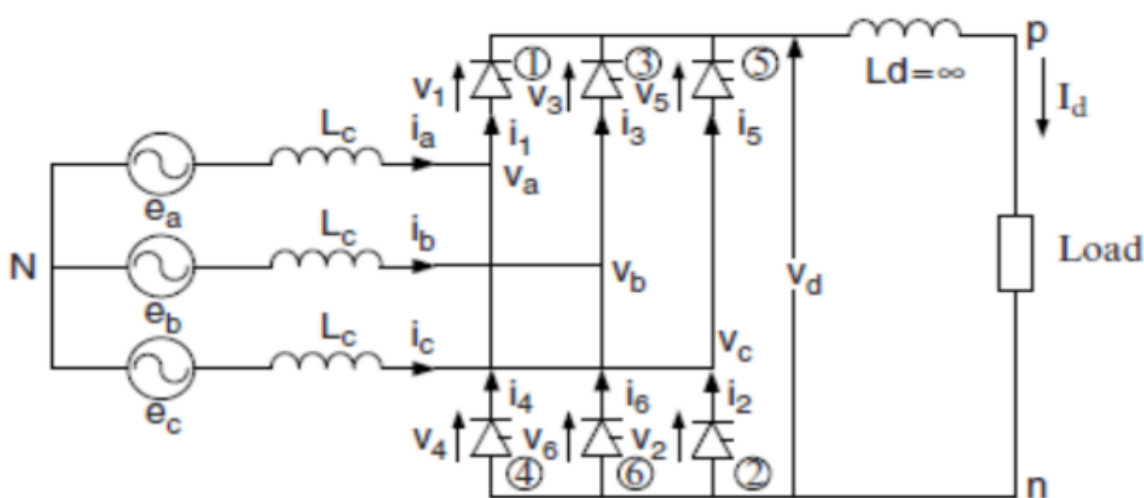 ① ③ ⑤ p
v1 v3 v5 Ld=∞ Id
Lc ia i1 i3 i5
ea va
N Lc ib vb vd Load
eb
Lc ic vc
ec i4 i6 i2
v4 v6 v2
④ ⑥ ② n